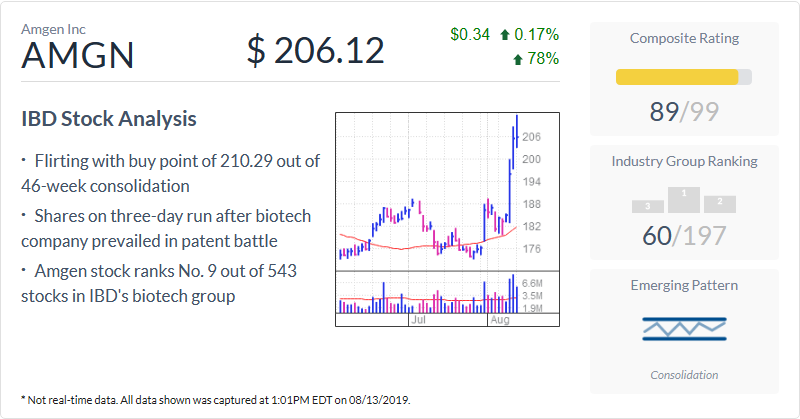 Amgen Inc
AMGN
$ 206.12
$0.34 0.17%
78%
IBD Stock Analysis
· Flirting with buy point of 210.29 out of
46-week consolidation
· Shares on three-day run after biotech
company prevailed in patent battle
· Amgen stock ranks No. 9 out of 543
stocks in IBD's biotech group
206
200
194
188
182
176
6.6M
3.5M
1.9M
Jul
Aug
Composite Rating
89/99
Industry Group Ranking
3
1
2
60/197
Emerging Pattern
Consolidation
* Not real-time data. All data shown was captured at 1:01PM EDT on 08/13/2019.